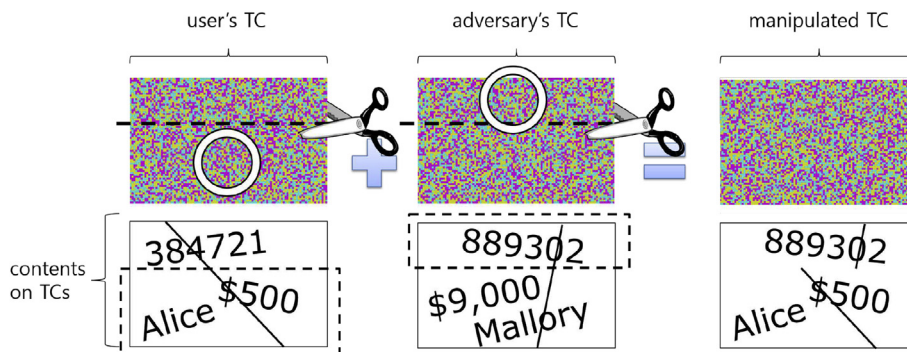 user's TC
adversary's TC
manipulated TC
contents
on TCs
384721
$500
Alice
889302
$9,000
Mallory
889302
$500
Alice